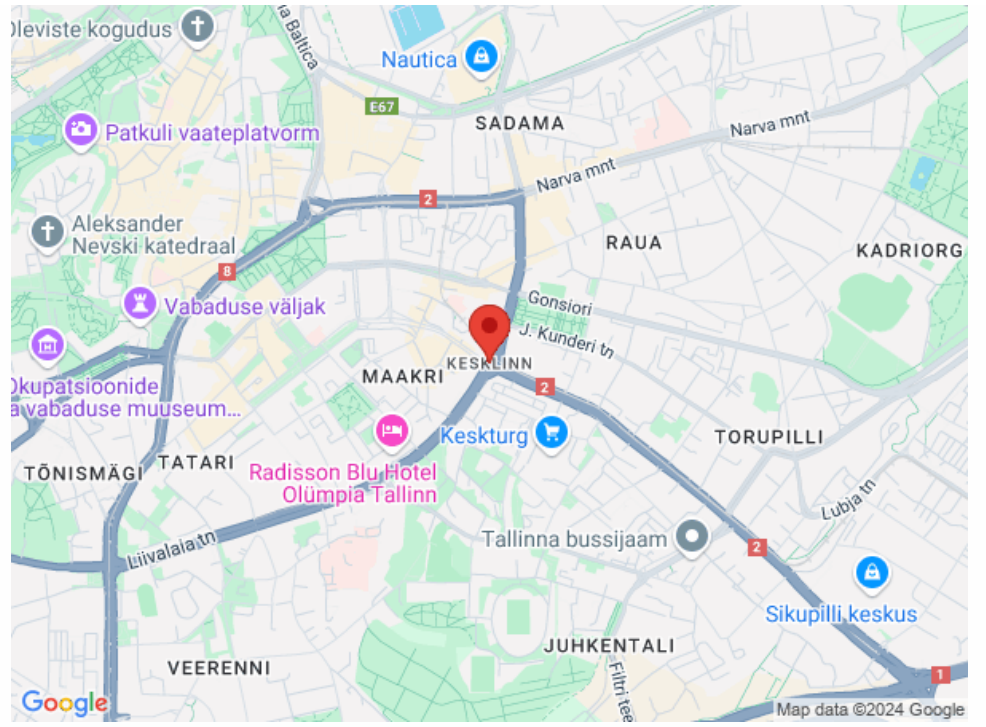 Oleviste kogudus
Nautica
E67
SADAMA
Narva mnt
Patkuli vaateplatvorm
Narva mnt
2
Aleksander
Nevski katedraal
RAUA
KADRIORG
8
Gonsiori
Vabaduse väljak
J. Kunderi tn
KESKLINN
MAAKRI
2
Okupatsioonide
a vabaduse muuseum...
Keskturg
TORUPILLI
TÕNISMÄGI
TATARI
Radisson Blu Hotel
Olümpia Tallinn
Lubja tn
Liivalaia tn
Tallinna bussijaam
2
Sikupilli keskus
JUHKENTALI
VEERENNI
Filtri tee
1
Google
Map data ©2024 Google